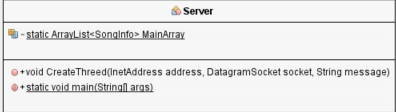 Server
~ static ArrayList<SongInfo> MainArray
+void CreateThreed(InetAddress address, DatagramSocket socket, String message)
+static void main(String[] args)